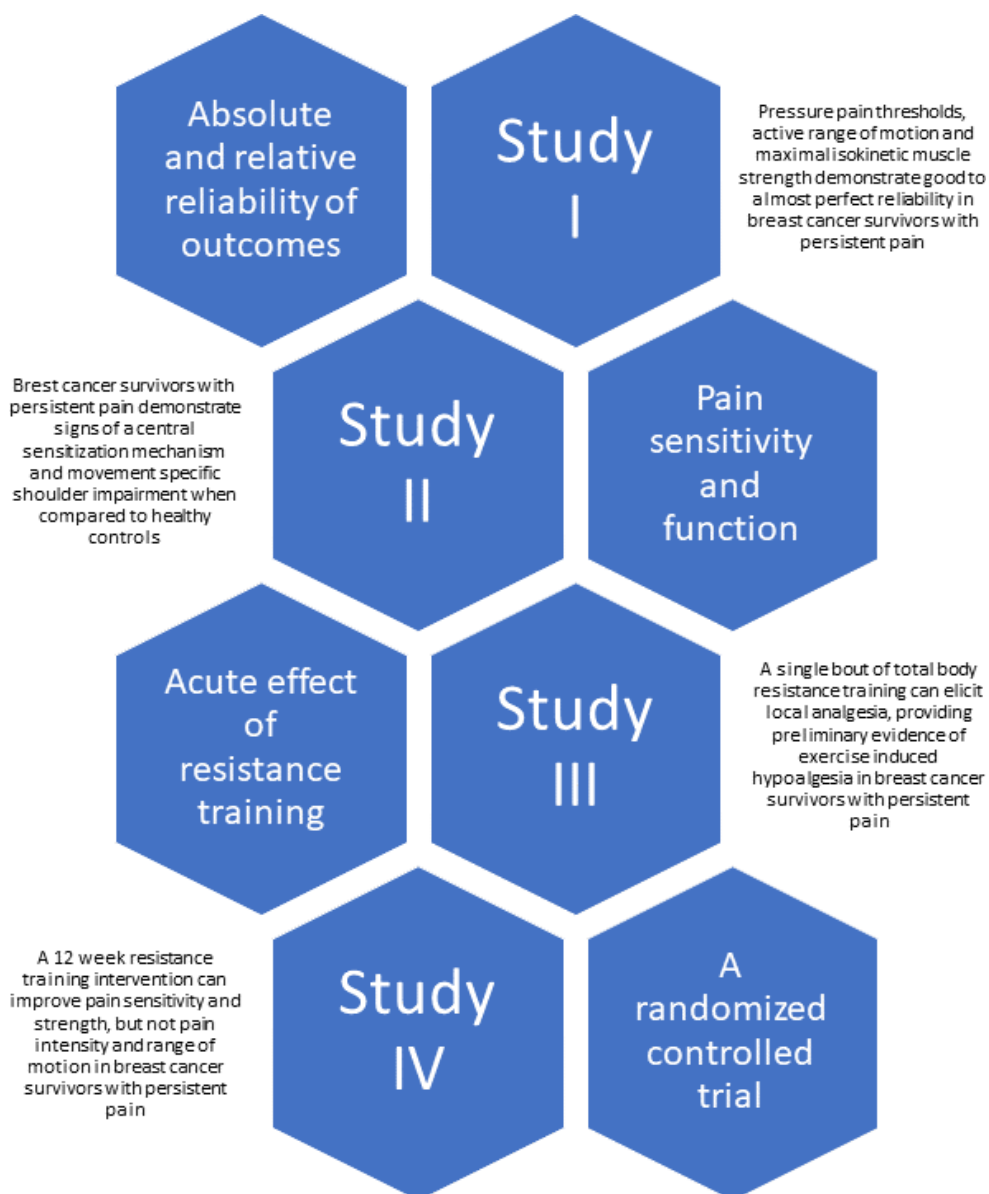 Absolute
and relative
reliability of
outcomes
Study
I
Pressure pain thresholds,
active range of motion and
maximal isokinetic muscle
strength demonstrate good to
almost perfect reliability in
breast cancer survivors with
persistent pain
Brest cancer survivors with
persistent pain demonstrate
signs of a central
sensitization mechanism
and movement specific
shoulder impairment when
compared to healthy
controls
Study
II
Pain
sensitivity
and
function
Acute effect
of
resistance
training
Study
III
A single bout of total body
resistance training can elicit
local analgesia, providing
preliminary evidence of
exercise induced
hypoalgesia in breast cancer
survivors with persistent
pain
A 12 week resistance
training intervention can
improve pain sensitivity and
strength, but not pain
intensity and range of
motion in breast cancer
survivors with persistent
pain
Study
IV
A
randomized
controlled
trial